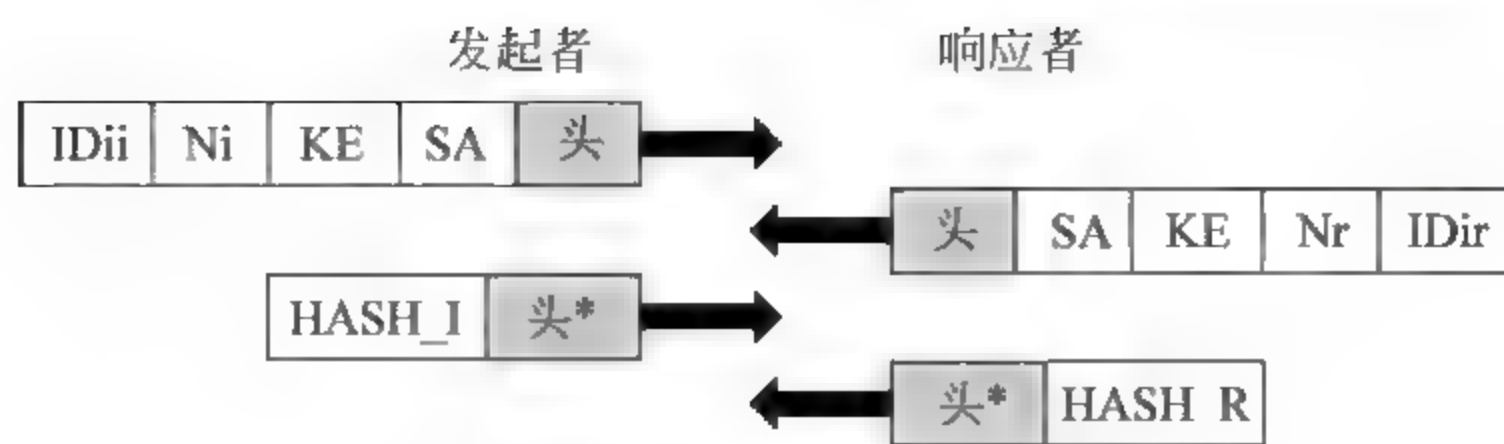 发起者 响应者
IDii Ni KE SA 头
头 SA KE Nr IDir
HASH_I 头*
头* HASH R